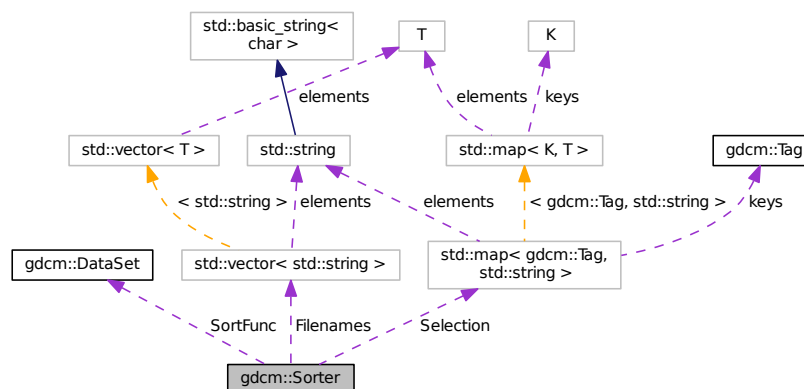 std::basic_string<
char >
T
K
elements
elements
keys
std::vector< T >
std::string
std::map< K, T >
gdcm::Tag
< std::string >
elements
elements
< gdcm::Tag, std::string >
keys
gdcm::DataSet
std::vector< std::string >
std::map< gdcm::Tag,
std::string >
SortFunc
Filenames
Selection
gdcm::Sorter